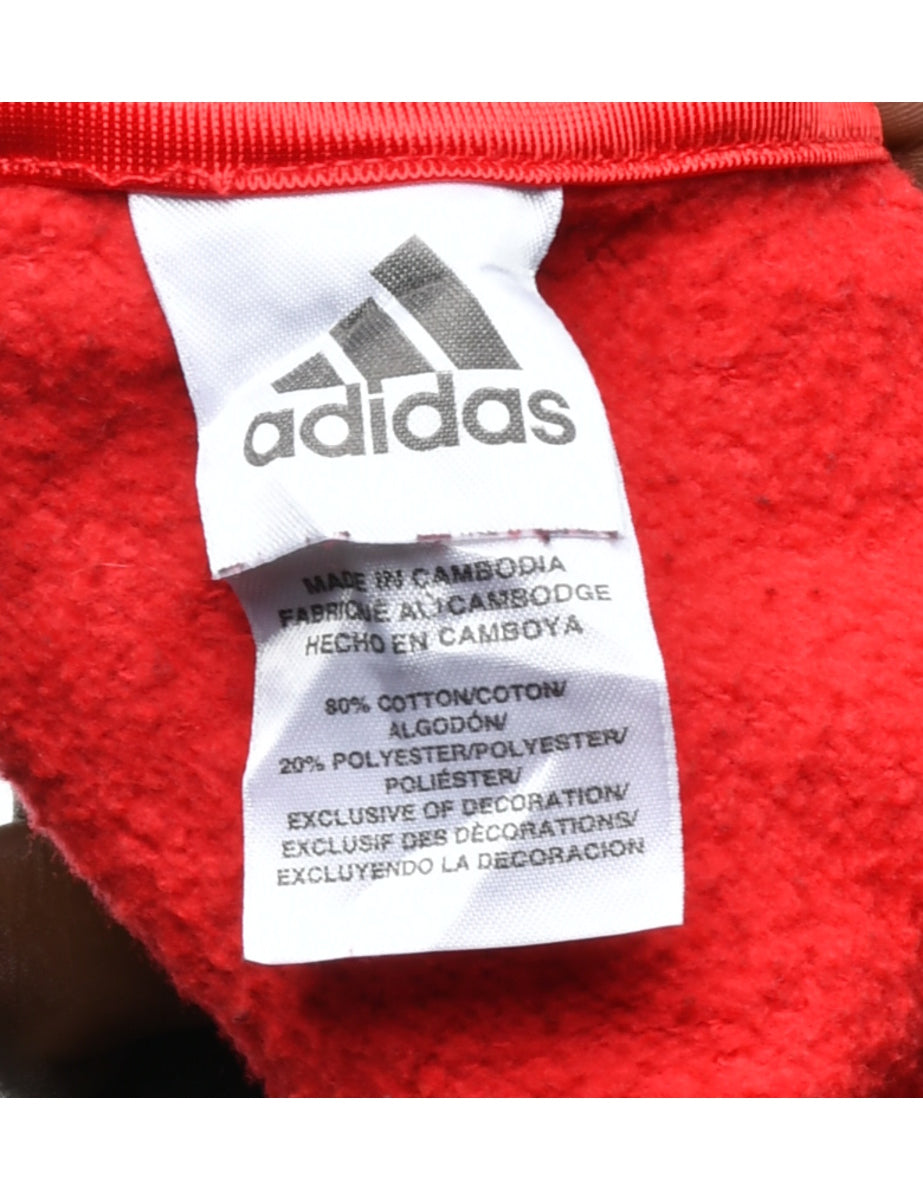 adidas
MADE IN CAMBODIA
FABRIQUÉ AU CAMBODGE
HECHO EN CAMBOYA
80% COTTON/COTON/
ALGODÓN/
20% POLYESTER/POLYESTER/
POLIÉSTER/
EXCLUSIVE OF DECORATION/
EXCLUSIF DES DÉCORATIONS/
EXCLUYENDO LA DECORACION